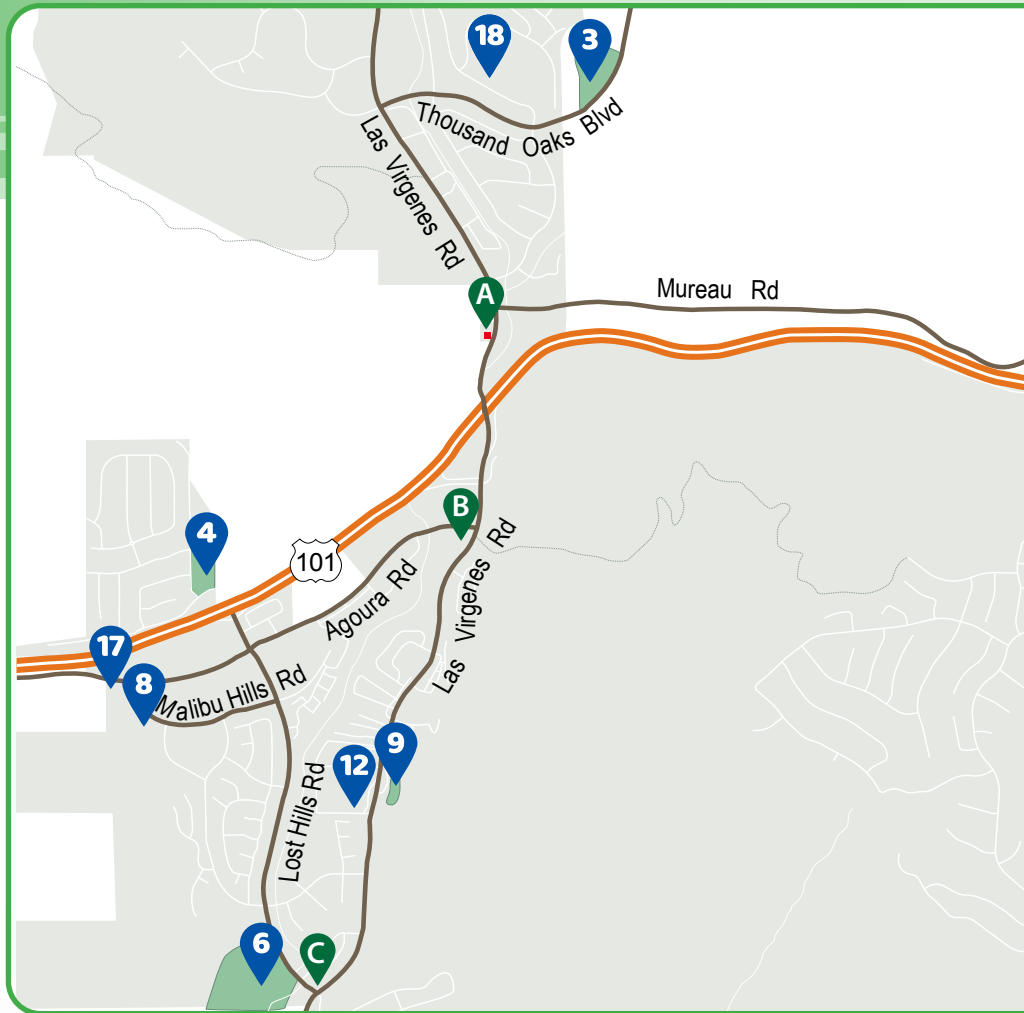 18
3
Thousand Oaks Blvd
Las Virgenes Rd
A
Mureau Rd
B
4
101
Agoura Rd
Las Virgenes Rd
17
8
Malibu Hills Rd
9
12
Lost Hills Rd
6
C